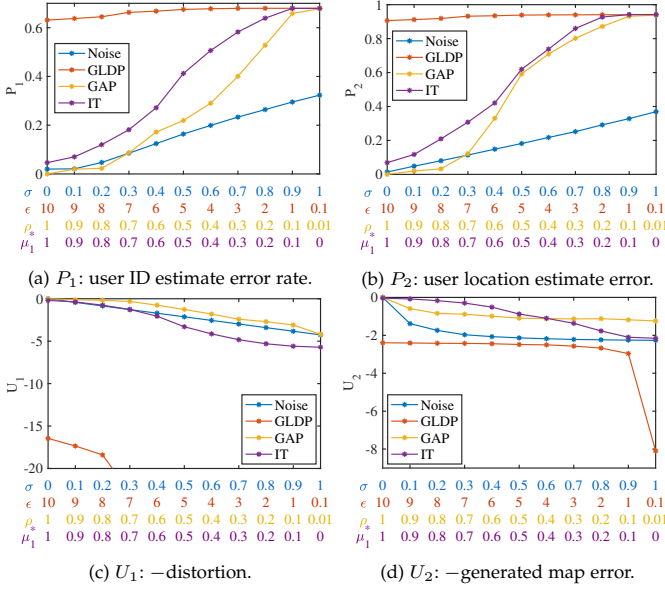 0.6
0.4
0.2
0
P1
Noise
GLDP
GAP
IT
σ 0 0.1 0.2 0.3 0.4 0.5 0.6 0.7 0.8 0.9 1
ϵ 10 9 8 7 6 5 4 3 2 1 0.1
ρ 1 0.9 0.8 0.7 0.6 0.5 0.4 0.3 0.2 0.1 0.01
μ1* 1 0.9 0.8 0.7 0.6 0.5 0.4 0.3 0.2 0.1 0
(a) P1: user ID estimate error rate.
1
0.8
0.6
0.4
0.2
0
P2
Noise
GLDP
GAP
IT
σ 0 0.1 0.2 0.3 0.4 0.5 0.6 0.7 0.8 0.9 1
ϵ 10 9 8 7 6 5 4 3 2 1 0.1
ρ 1 0.9 0.8 0.7 0.6 0.5 0.4 0.3 0.2 0.1 0.01
μ1* 1 0.9 0.8 0.7 0.6 0.5 0.4 0.3 0.2 0.1 0
(b) P2: user location estimate error.
0
-5
-10
-15
-20
U1
Noise
GLDP
GAP
IT
σ 0 0.1 0.2 0.3 0.4 0.5 0.6 0.7 0.8 0.9 1
ϵ 10 9 8 7 6 5 4 3 2 1 0.1
ρ 1 0.9 0.8 0.7 0.6 0.5 0.4 0.3 0.2 0.1 0.01
μ1* 1 0.9 0.8 0.7 0.6 0.5 0.4 0.3 0.2 0.1 0
(c) U1: −distortion.
0
-2
-4
-6
-8
U2
Noise
GLDP
GAP
IT
σ 0 0.1 0.2 0.3 0.4 0.5 0.6 0.7 0.8 0.9 1
ϵ 10 9 8 7 6 5 4 3 2 1 0.1
ρ 1 0.9 0.8 0.7 0.6 0.5 0.4 0.3 0.2 0.1 0.01
μ1* 1 0.9 0.8 0.7 0.6 0.5 0.4 0.3 0.2 0.1 0
(d) U2: −generated map error.